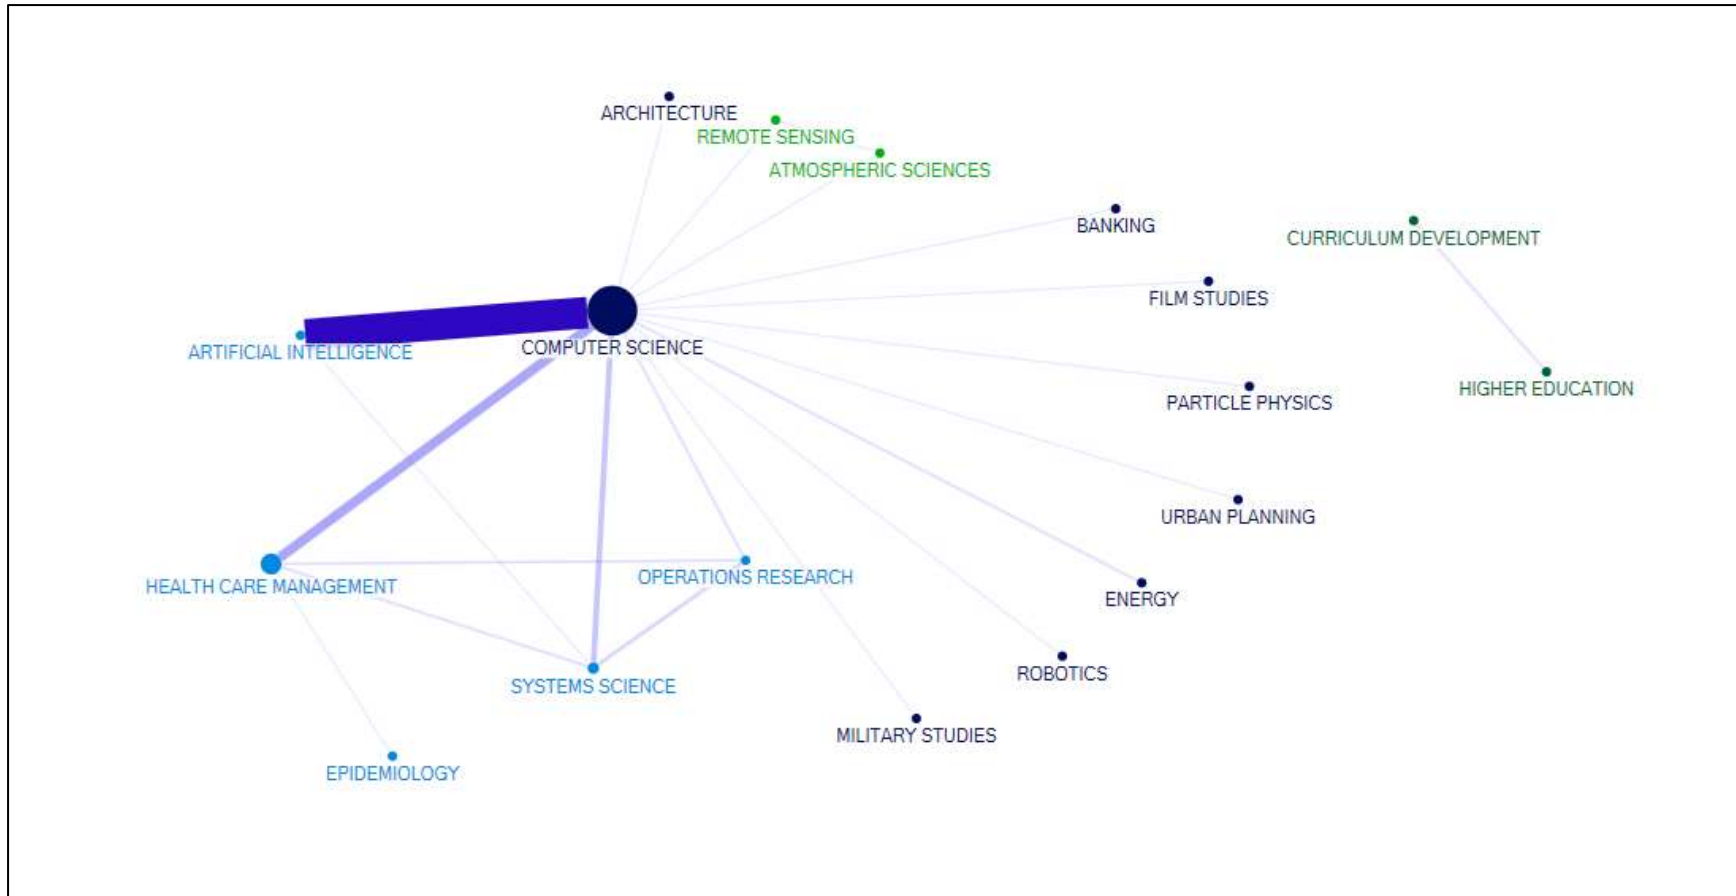 ARCHITECTURE
REMOTE SENSING
ATMOSPHERIC SCIENCES
BANKING
CURRICULUM DEVELOPMENT
FILM STUDIES
COMPUTER SCIENCE
ARTIFICIAL INTELLIGENCE
HIGHER EDUCATION
PARTICLE PHYSICS
URBAN PLANNING
OPERATIONS RESEARCH
HEALTH CARE MANAGEMENT
ENERGY
ROBOTICS
SYSTEMS SCIENCE
MILITARY STUDIES
EPIDEMIOLOGY